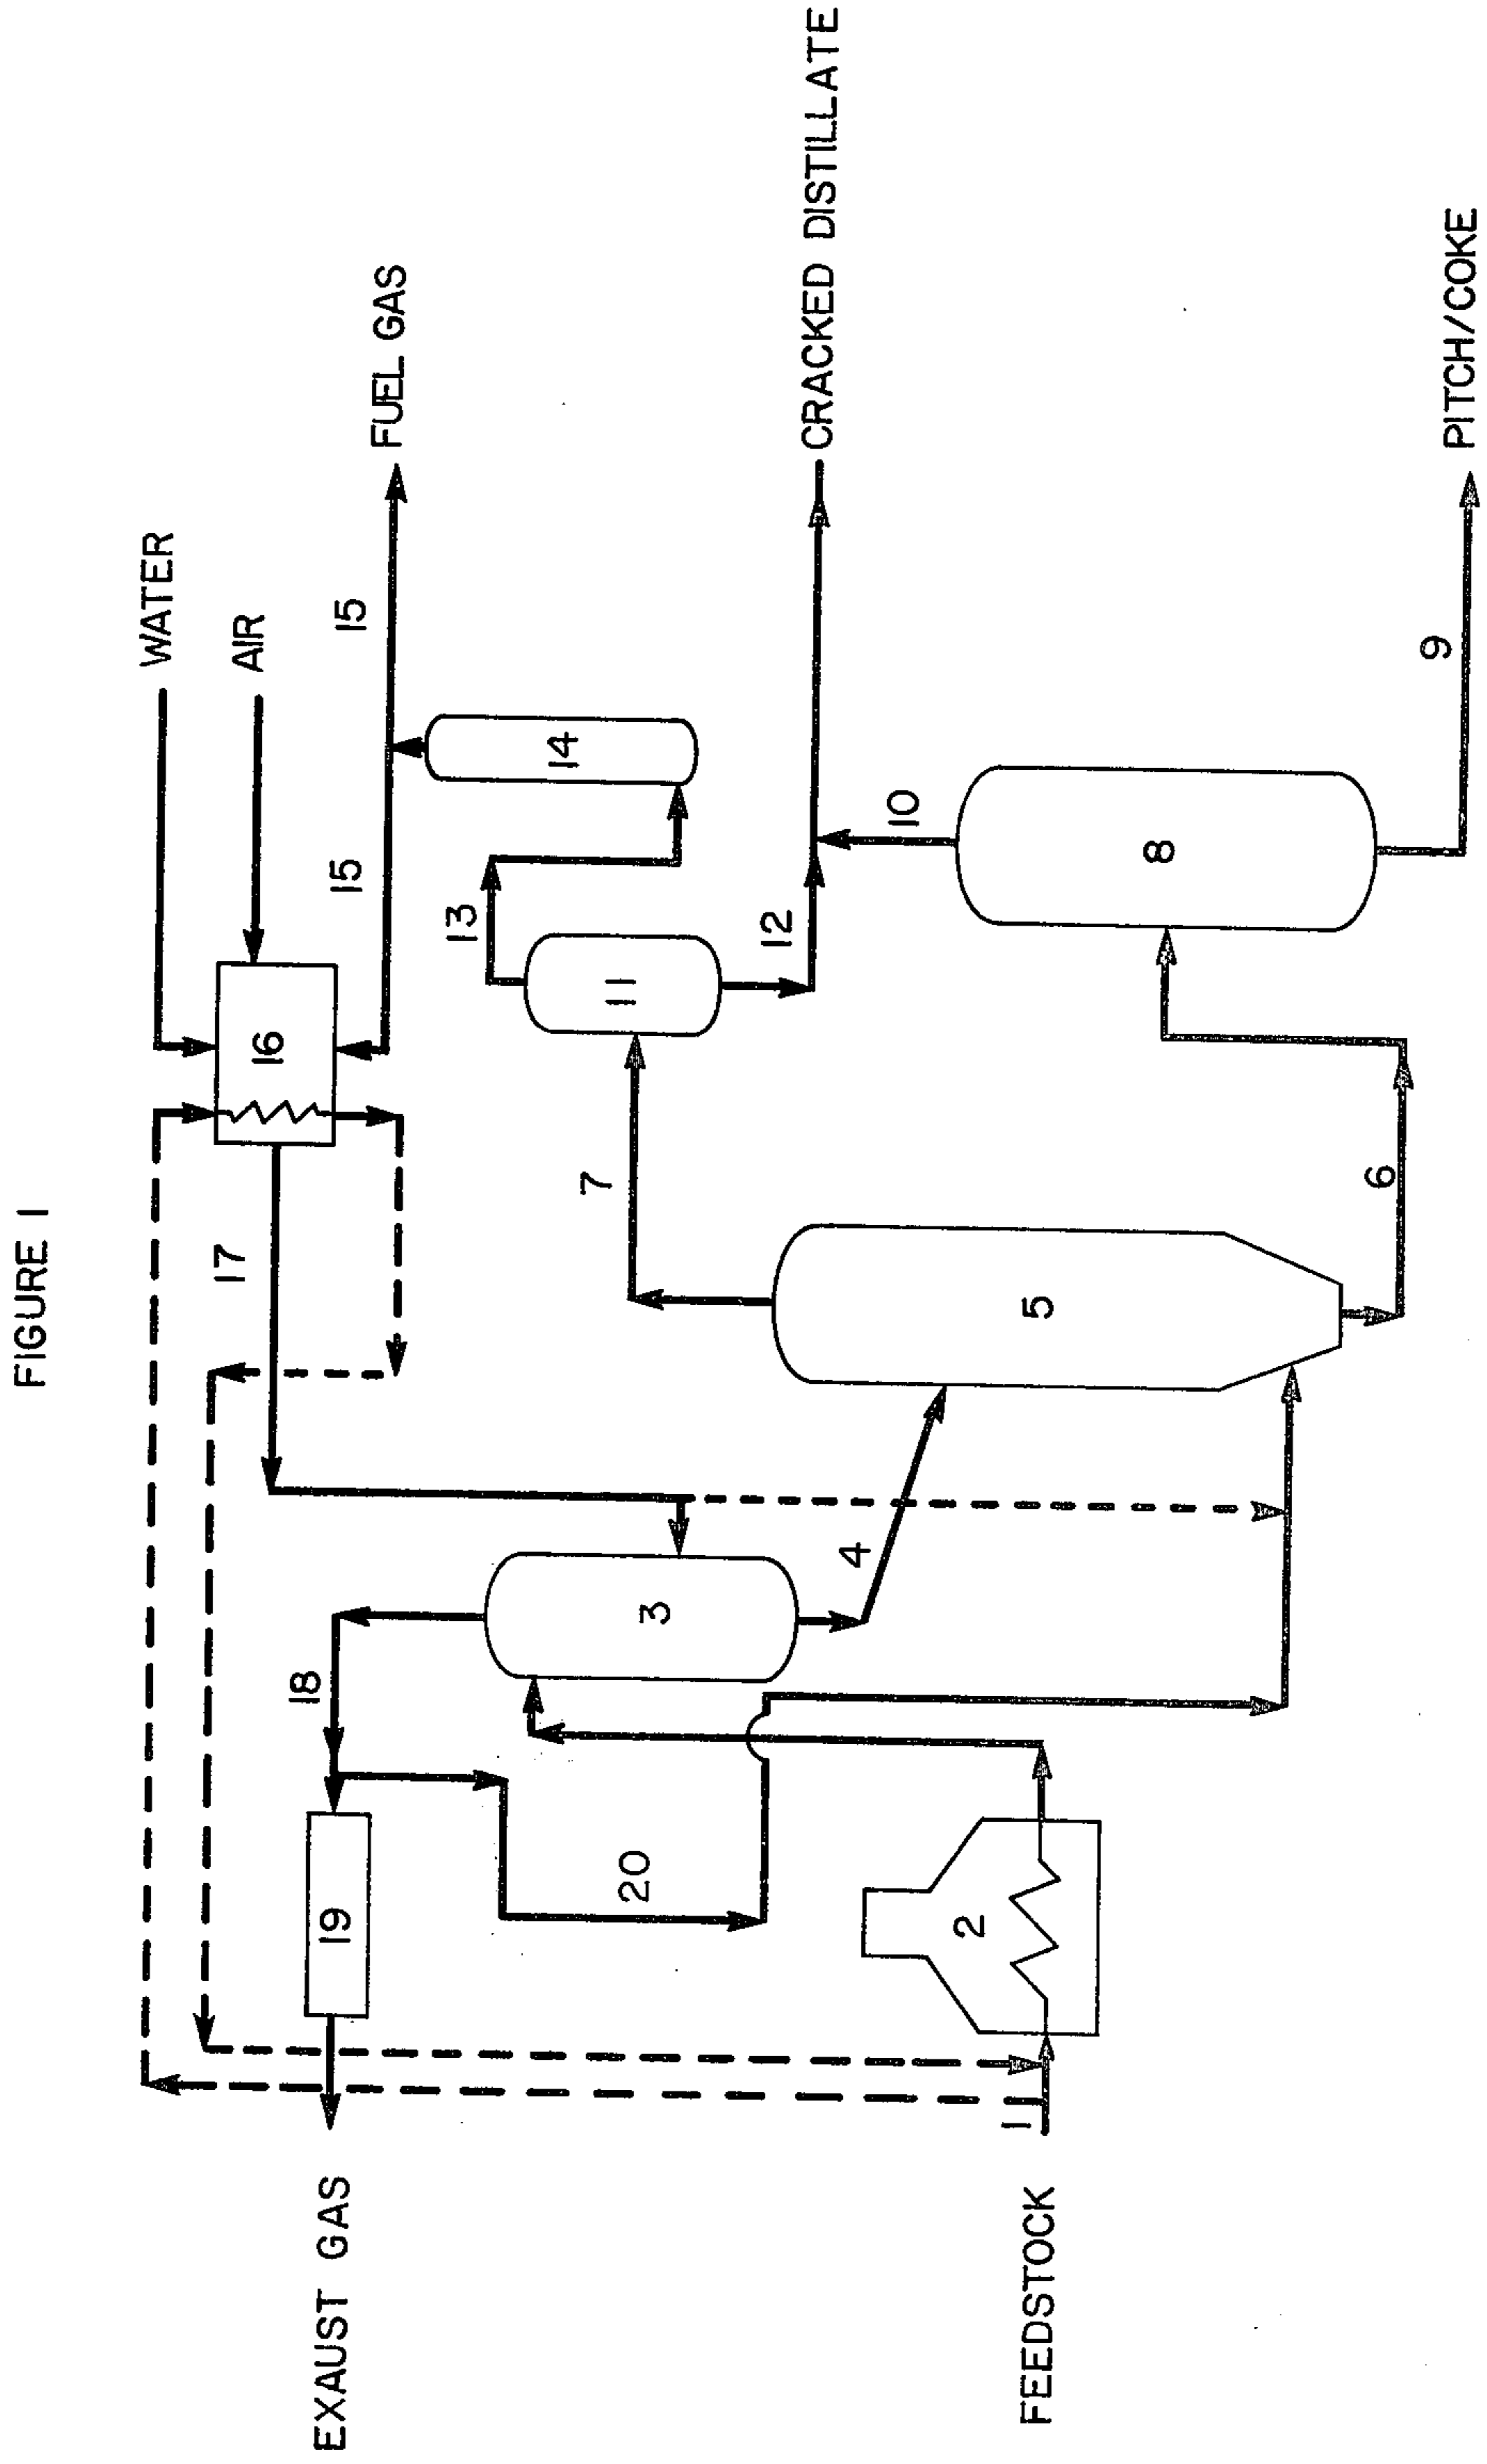 FIGURE 1
WATER
AIR
17
16
15
15
FUEL GAS
18
19
EXAUST GAS
13
14
20
3
7
11
4
12
CRACKED DISTILLATE
10
2
5
8
1
FEEDSTOCK
6
9
PITCH/COKE